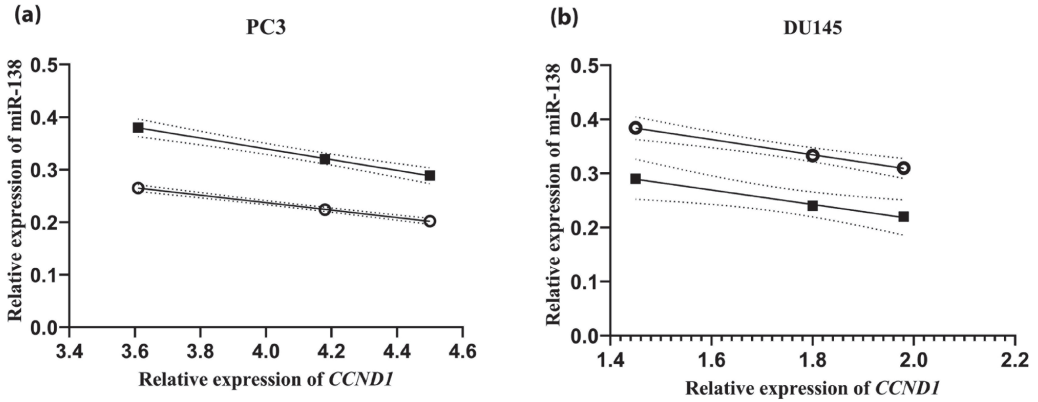 (a)
PC3
Relative expression of miR-138
0.5
0.4
0.3
0.2
0.1
0.0
3.4 3.6 3.8 4.0 4.2 4.4 4.6
Relative expression of CCND1
(b)
DU145
Relative expression of miR-138
0.5
0.4
0.3
0.2
0.1
0.0
1.4 1.6 1.8 2.0 2.2
Relative expression of CCND1